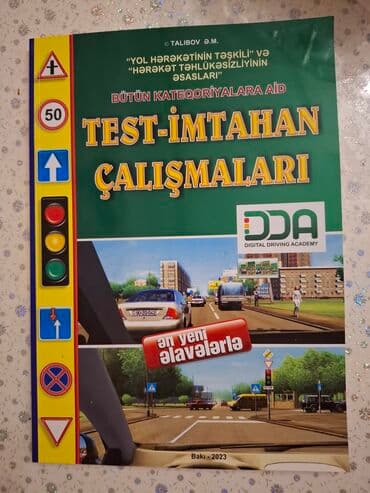 © TALIBOV Ə.M.
"YOL HƏRƏKƏTİNİN TƏŞKİLİ" VƏ
"HƏRƏKƏT TƏHLÜKƏSİZLİYİNİN
ƏSASLARI"
BÜTÜN KATEQORİYALARA AİD
TEST-İMTAHAN
ÇALIŞMALARI
50
DDA
DIGITAL DRIVING ACADEMY
ən yeni
əlavələrlə
Bakı - 2023